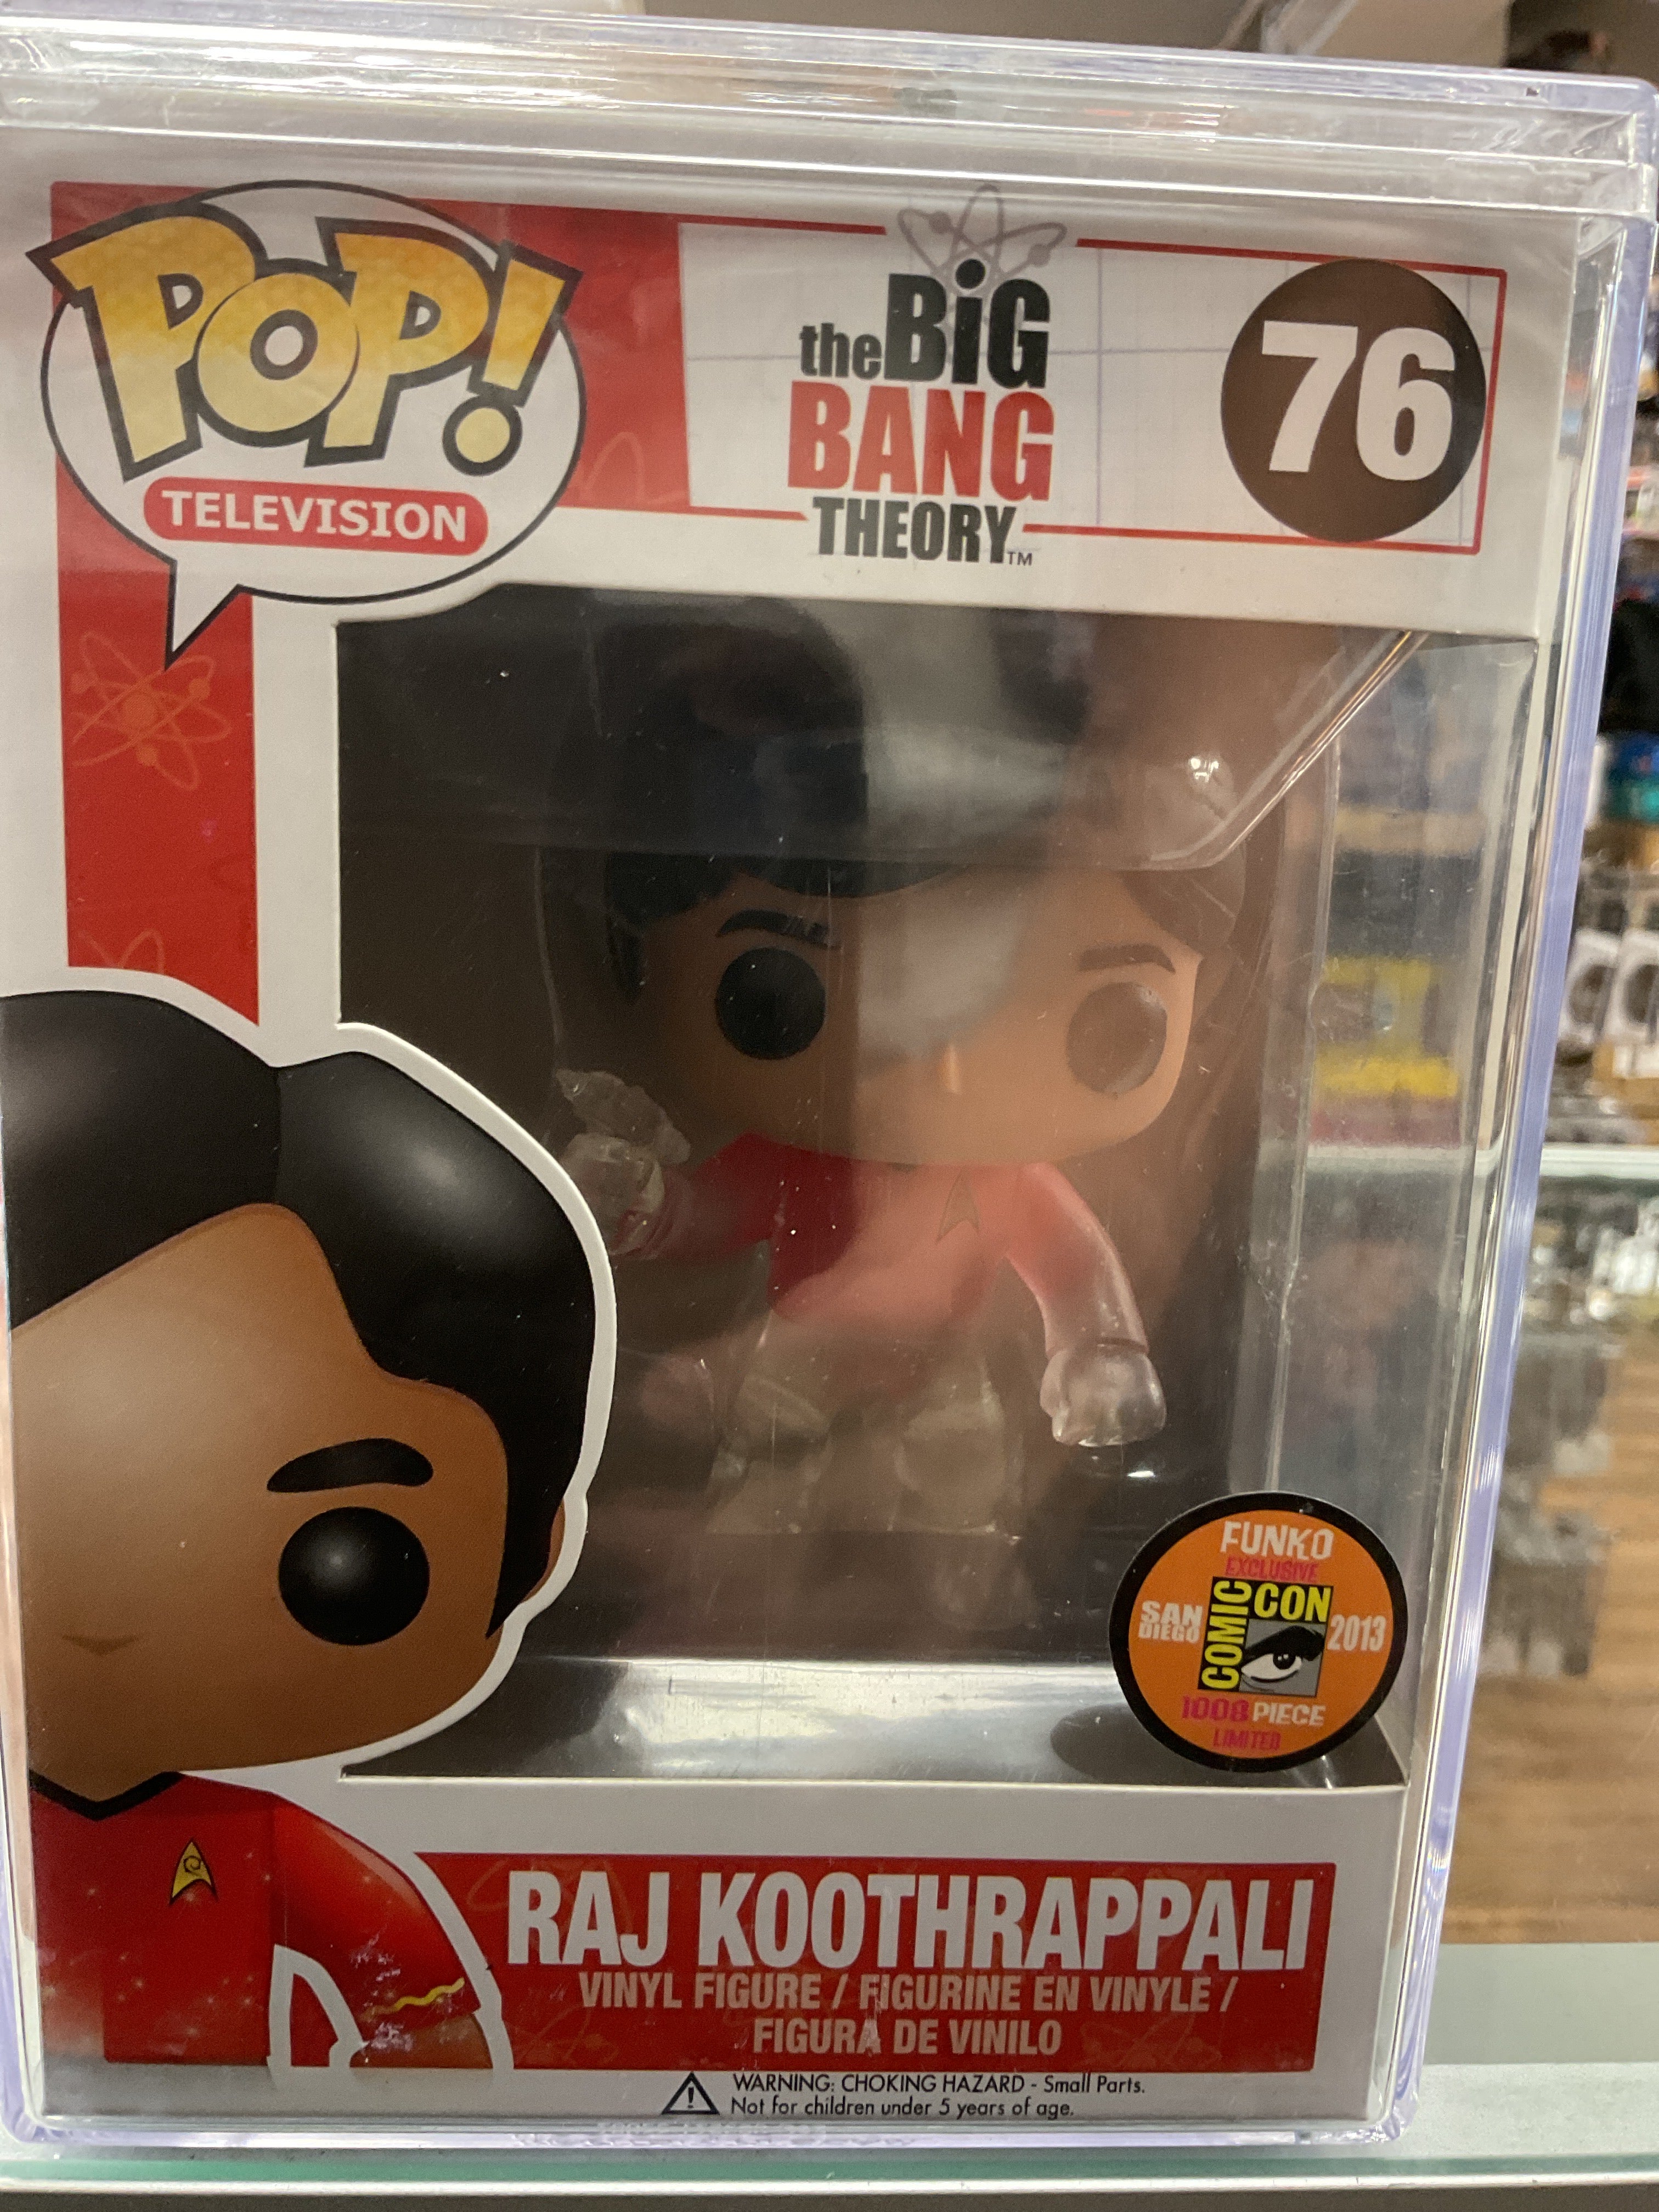 POP!
TELEVISION
the BiG
BANG
THEORY™
76
FUNKO
EXCLUSIVE
SAN DIEGO
COMIC CON
2013
1008 PIECE
LIMITED
RAJ KOOTHRAPPALI
VINYL FIGURE / FIGURINE EN VINYLE /
FIGURA DE VINILO
WARNING: CHOKING HAZARD - Small Parts.
Not for children under 5 years of age.